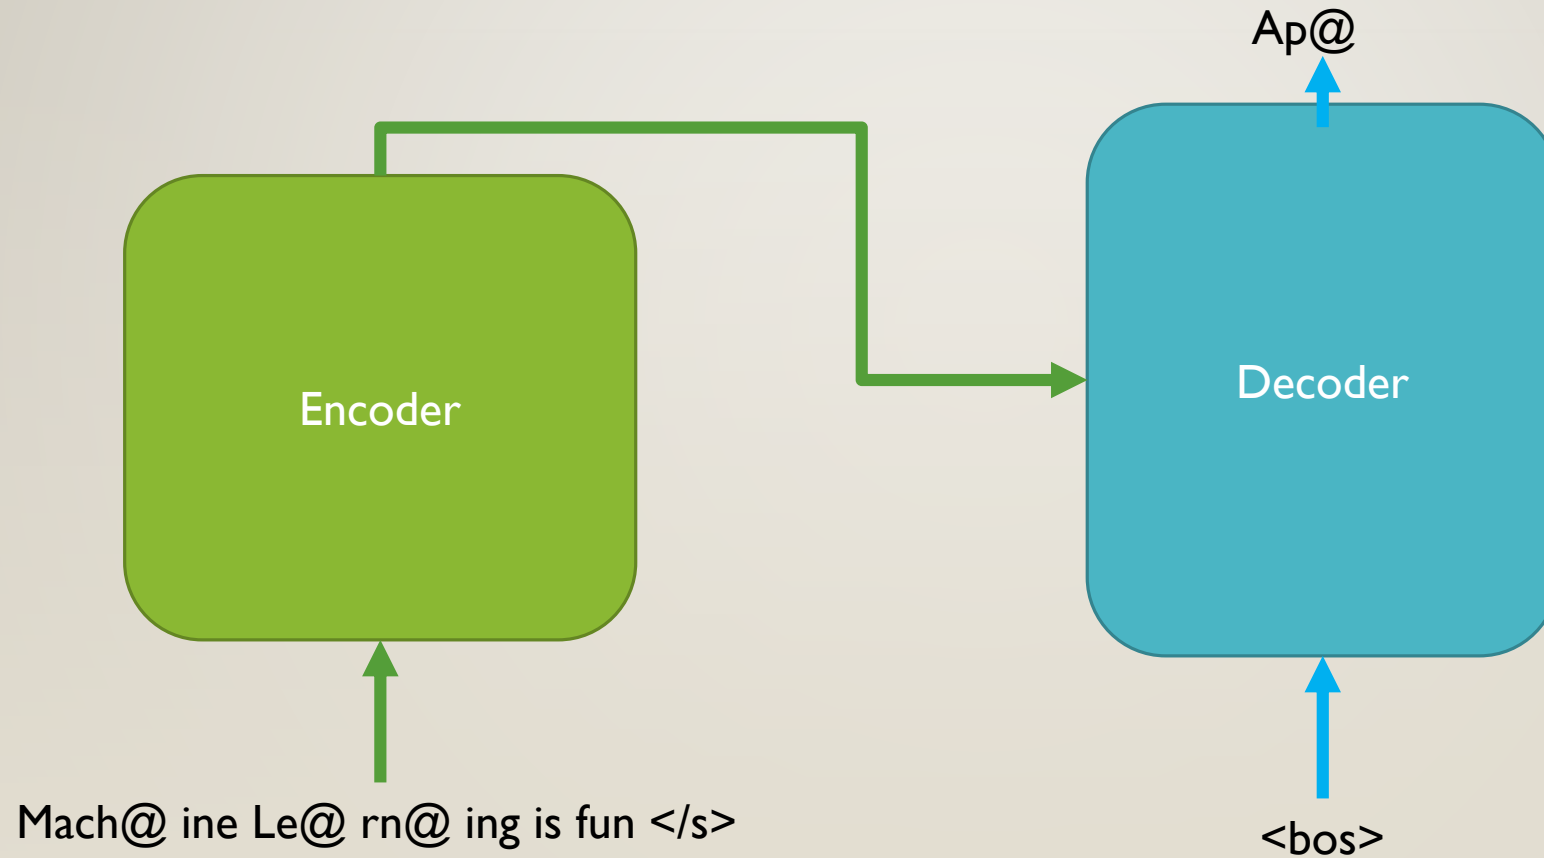 Ap@
Encoder
Decoder
Mach@ ine Le@ rn@ ing is fun </s>
<bos>